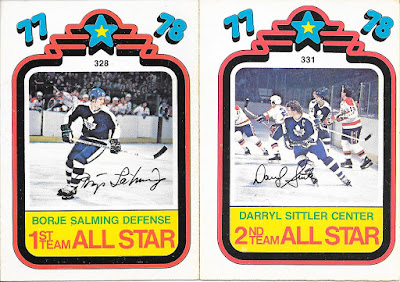 77 78
328
Borje Salming
BORJE SALMING DEFENSE
1ST TEAM ALL STAR
77 78
331
Darryl Sittler
DARRYL SITTLER CENTER
2ND TEAM ALL STAR